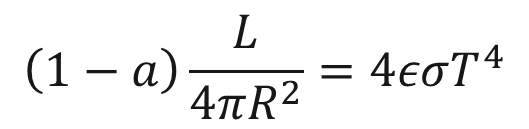 (1 − a) L / 4πR² = 4ϵσT⁴